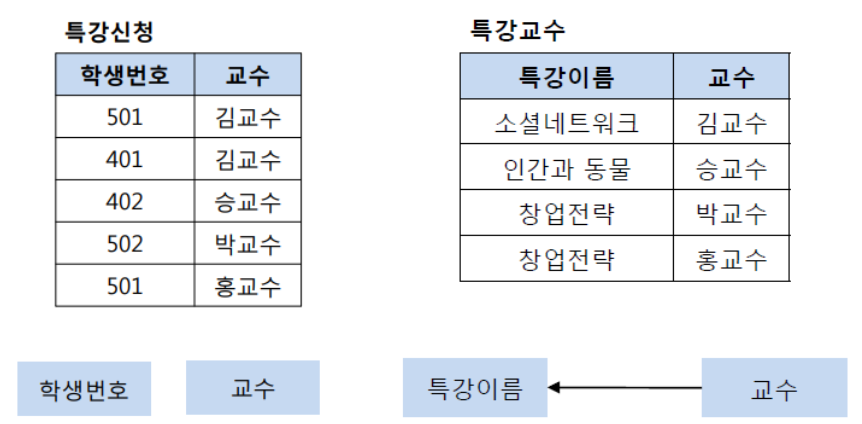 특강신청
학생번호 교수
501 김교수
401 김교수
402 승교수
502 박교수
501 홍교수
특강교수
특강이름 교수
소셜네트워크 김교수
인간과 동물 승교수
창업전략 박교수
창업전략 홍교수
학생번호 교수 특강이름 교수